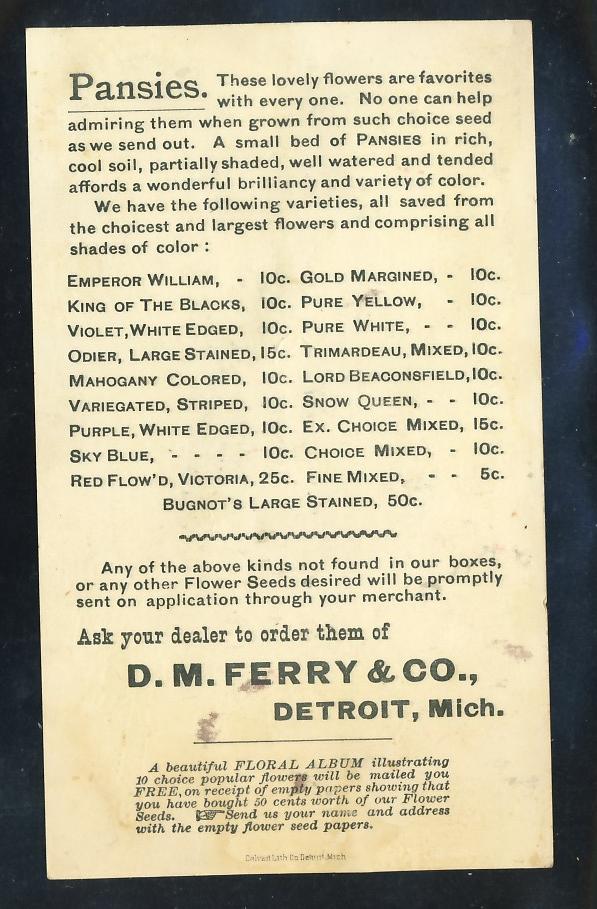 Pansies. These lovely flowers are favorites
with every one. No one can help
admiring them when grown from such choice seed
as we send out. A small bed of PANSIES in rich,
cool soil, partially shaded, well watered and tended
affords a wonderful brilliancy and variety of color.
We have the following varieties, all saved from
the choicest and largest flowers and comprising all
shades of color :
EMPEROR WILLIAM, - 10c. GOLD MARGINED, - 10c.
KING OF THE BLACKS, 10c. PURE YELLOW, - 10c.
VIOLET, WHITE EDGED, 10c. PURE WHITE, - - 10c.
ODIER, LARGE STAINED, 15c. TRIMARDEAU, MIXED, 10c.
MAHOGANY COLORED, 10c. LORD BEACONSFIELD, 10c.
VARIEGATED, STRIPED, 10c. SNOW QUEEN, - - 10c.
PURPLE, WHITE EDGED, 10c. EX. CHOICE MIXED, 15c.
SKY BLUE, - - - - 10c. CHOICE MIXED, - 10c.
RED FLOW'D, VICTORIA, 25c. FINE MIXED, - - 5c.
BUGNOT'S LARGE STAINED, 50c.
Any of the above kinds not found in our boxes,
or any other Flower Seeds desired will be promptly
sent on application through your merchant.
Ask your dealer to order them of
D. M. FERRY & CO.,
DETROIT, Mich.
A beautiful FLORAL ALBUM illustrating
10 choice popular flowers will be mailed you
FREE, on receipt of empty papers showing that
you have bought 50 cents worth of our Flower
Seeds. ☞ Send us your name and address
with the empty flower seed papers.
Calvert Lith Co Detroit Mich